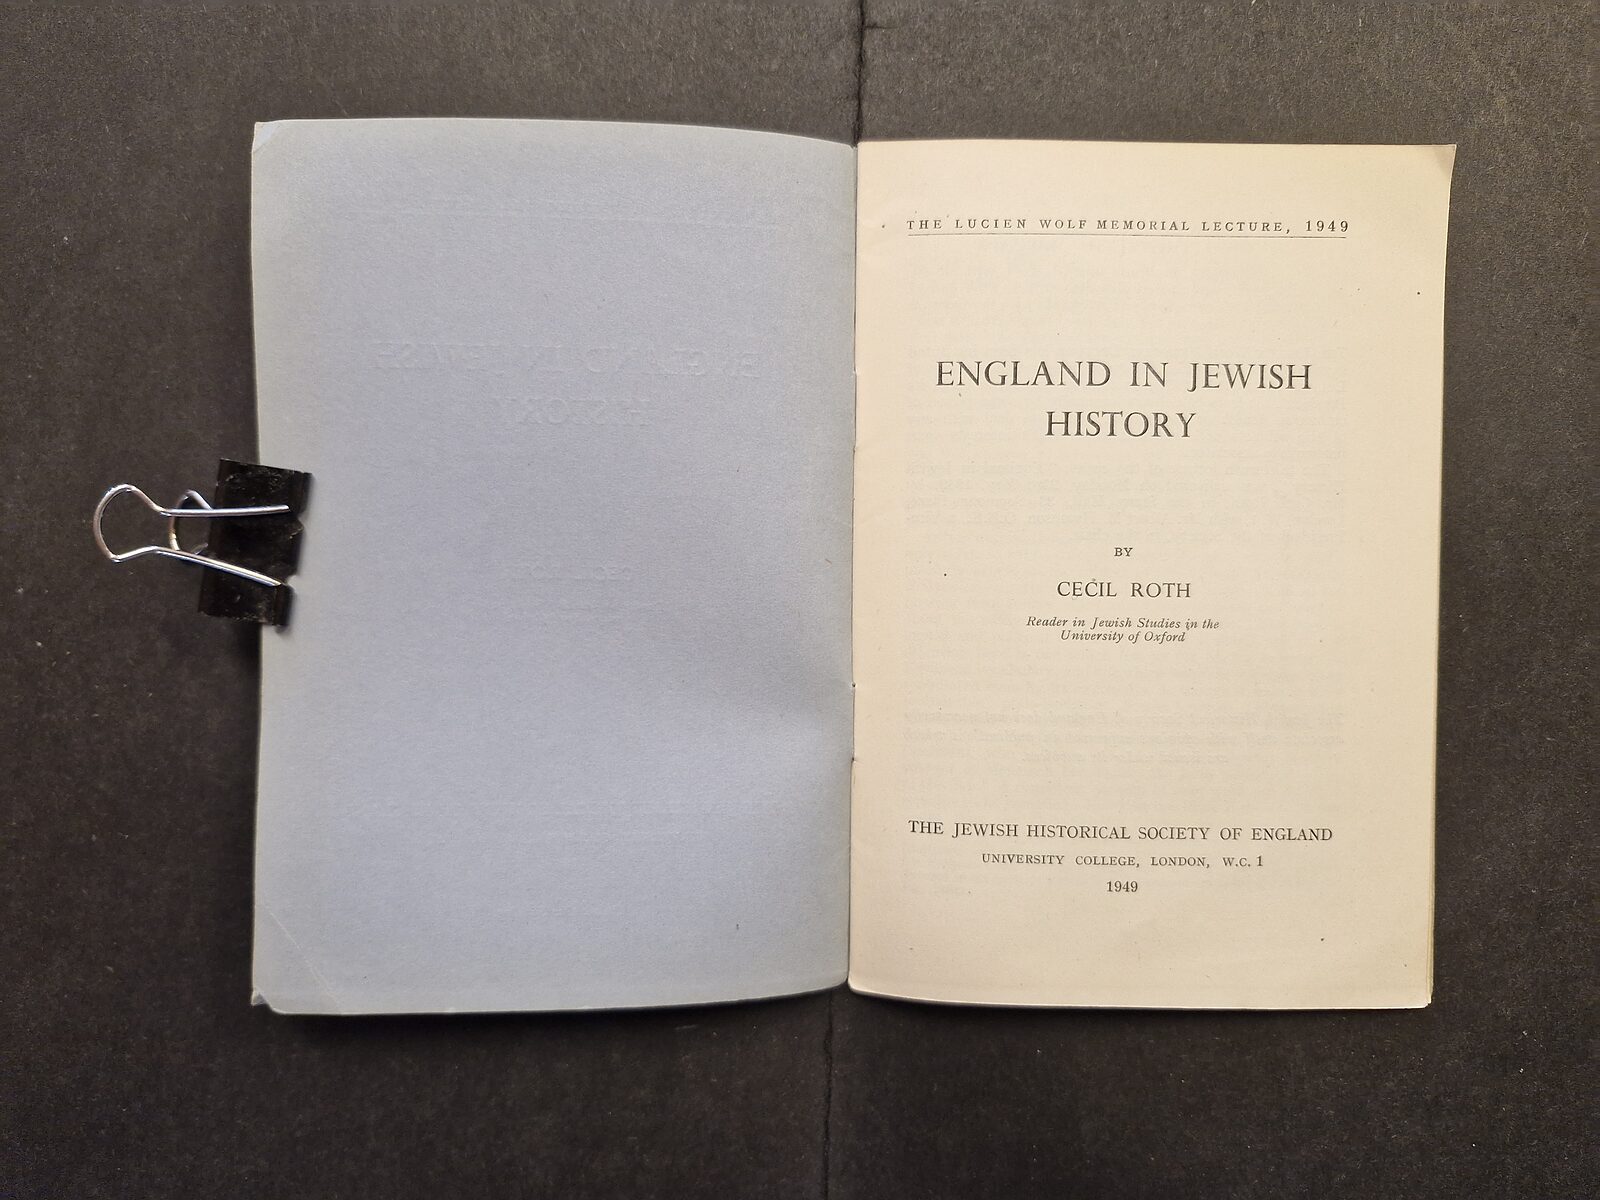 THE LUCIEN WOLF MEMORIAL LECTURE, 1949
ENGLAND IN JEWISH
HISTORY
BY
CECIL ROTH
Reader in Jewish Studies in the
University of Oxford
THE JEWISH HISTORICAL SOCIETY OF ENGLAND
UNIVERSITY COLLEGE, LONDON, W.C. 1
1949